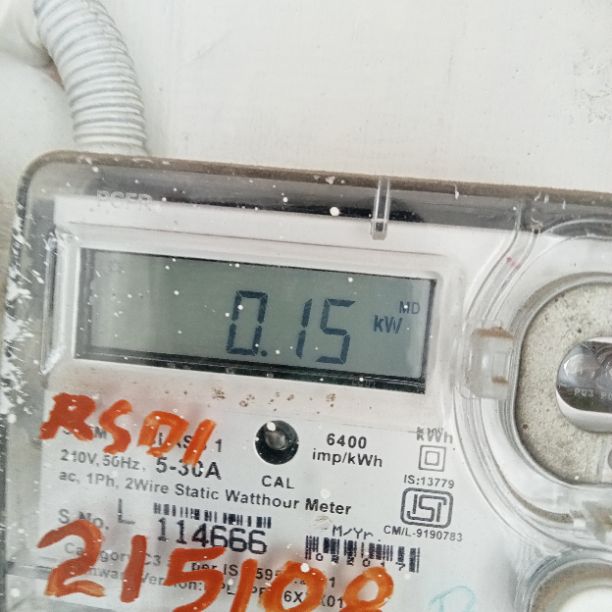 0.15 kW MD
RSD1
1 6400 imp/kWh kWh
210V, 50Hz, 5-30A CAL IS:13779
ac, 1Ph, 2Wire Static Watthour Meter
CM/L-9190783
S.No. L 114666 M/Yr.
215108